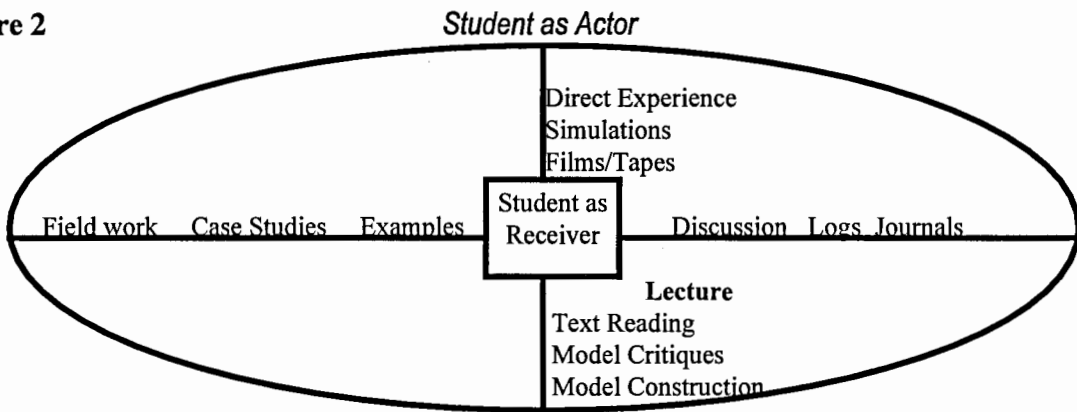 re 2
Student as Actor
Direct Experience
Simulations
Films/Tapes
Student as
Receiver
Field work Case Studies Examples
Discussion Logs Journals
Lecture
Text Reading
Model Critiques
Model Construction